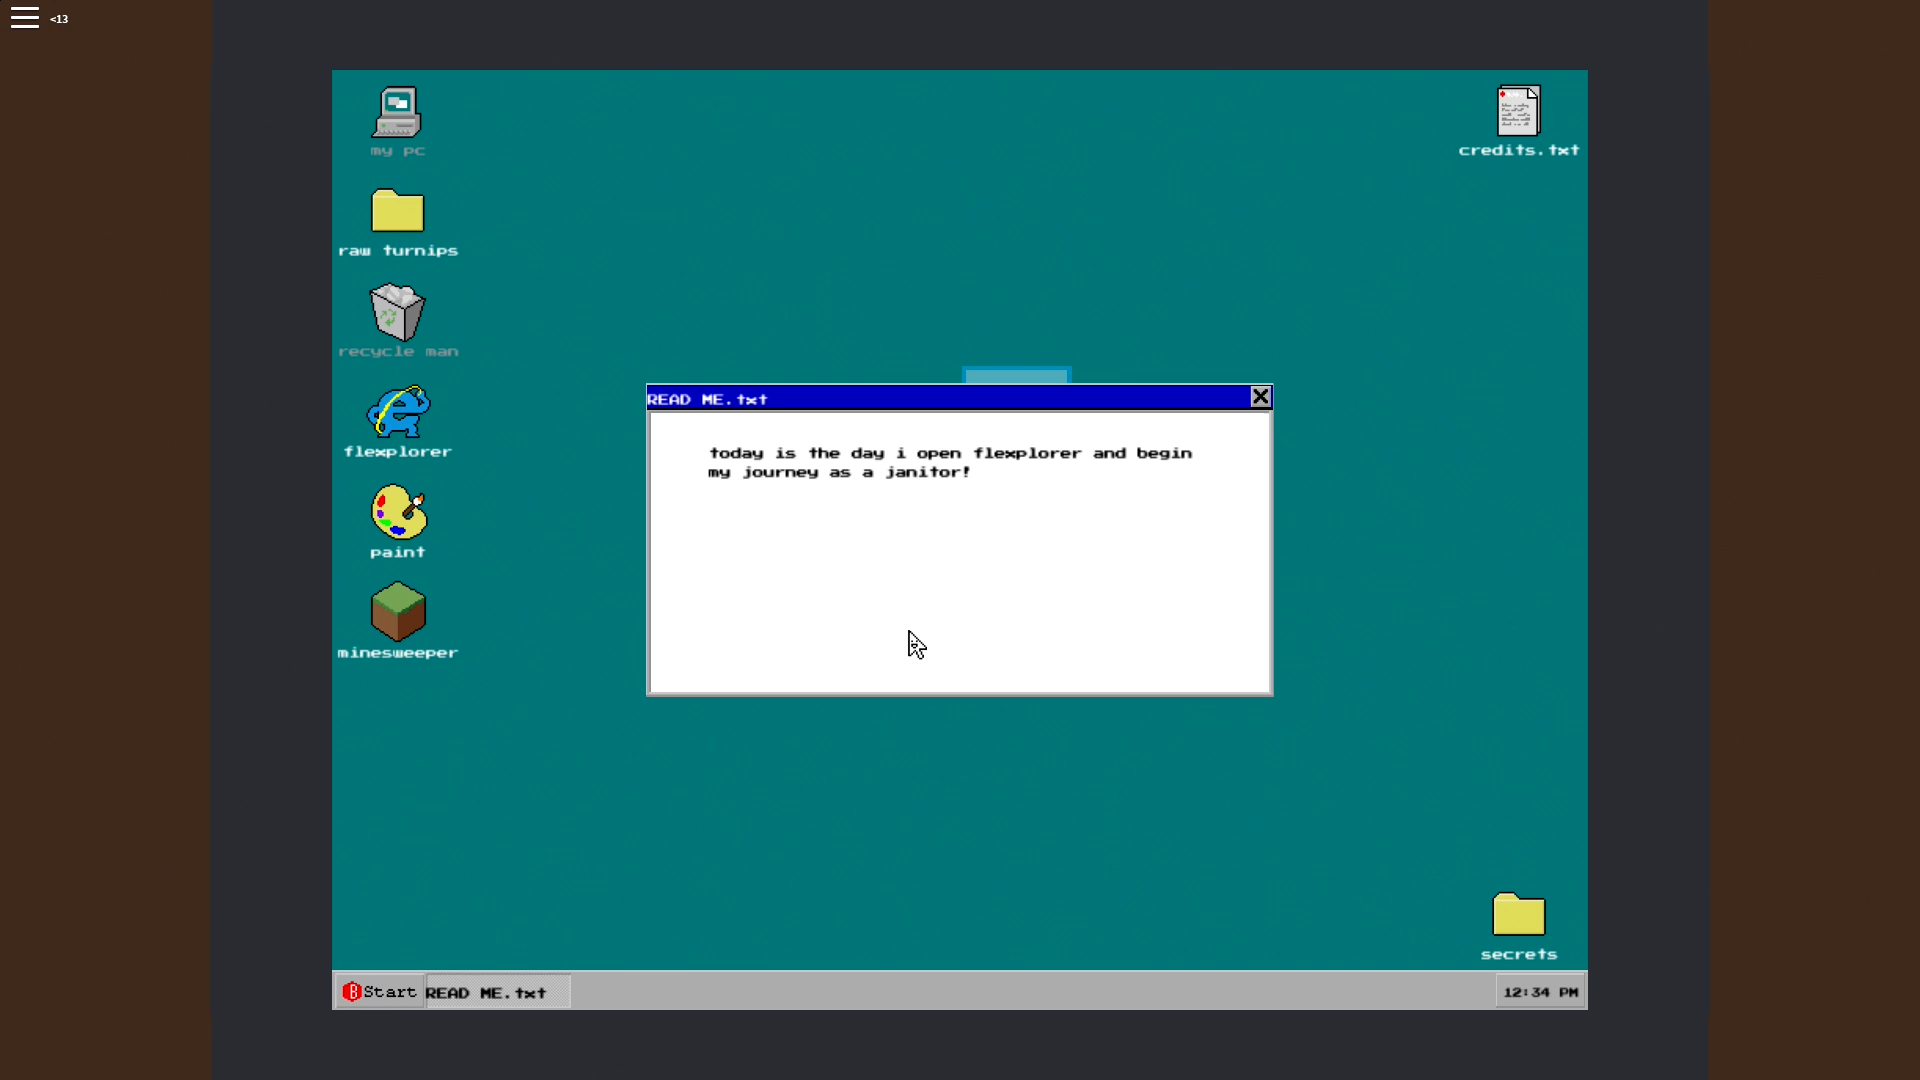 <13
my pc
credits.txt
raw turnips
recycle man
READ ME.txt
today is the day i open flexplorer and begin
my journey as a janitor!
flexplorer
paint
minesweeper
secrets
Start
READ ME.txt
12:34 PM